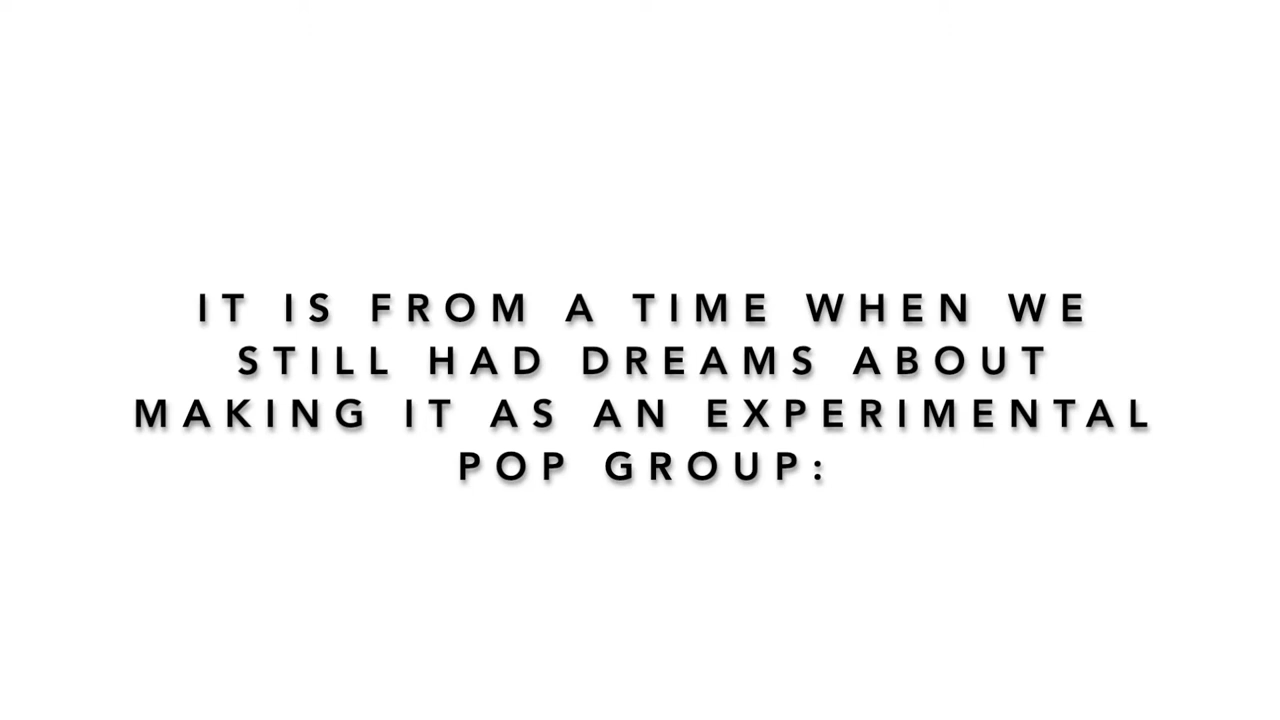 IT IS FROM A TIME WHEN WE
STILL HAD DREAMS ABOUT
MAKING IT AS AN EXPERIMENTAL
POP GROUP: